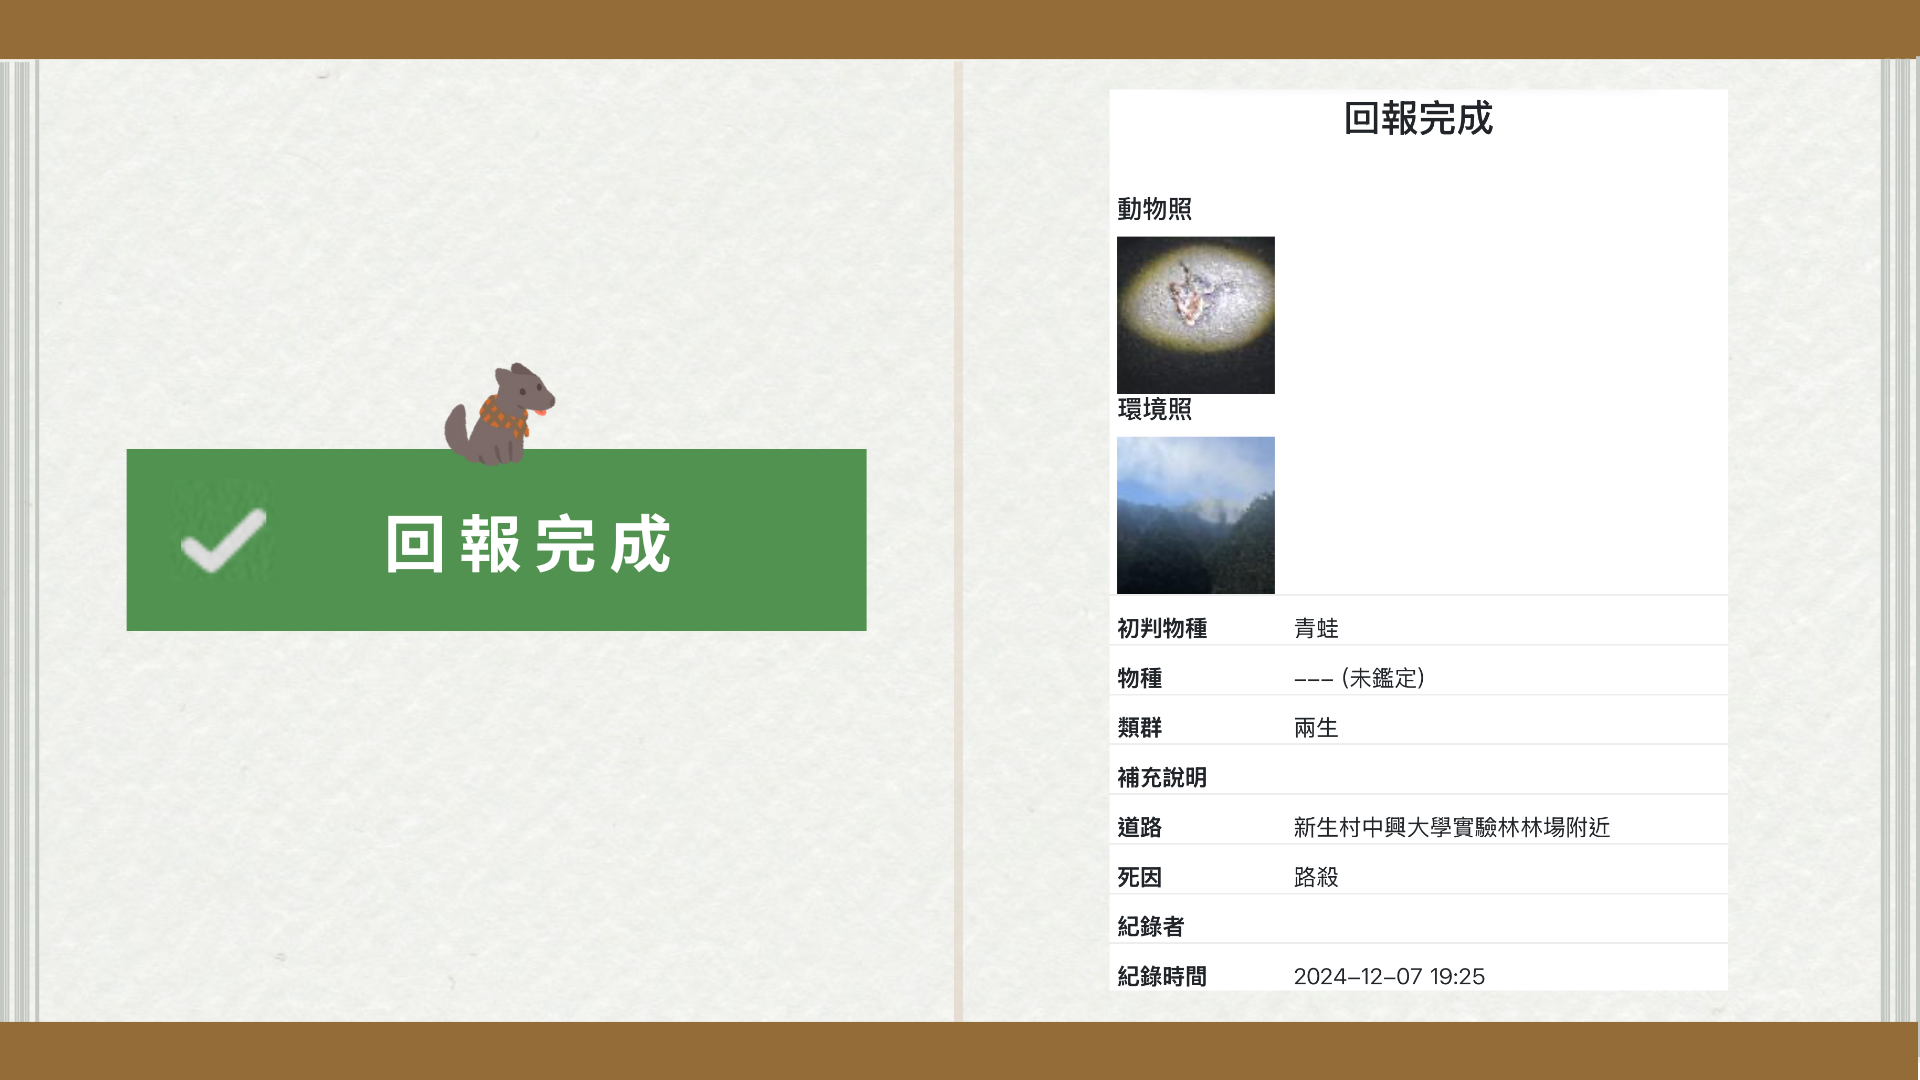 回報完成
回報完成
動物照
環境照
初判物種 青蛙
物種 --- (未鑑定)
類群 兩生
補充說明
道路 新生村中興大學實驗林林場附近
死因 路殺
紀錄者
紀錄時間 2024-12-07 19:25